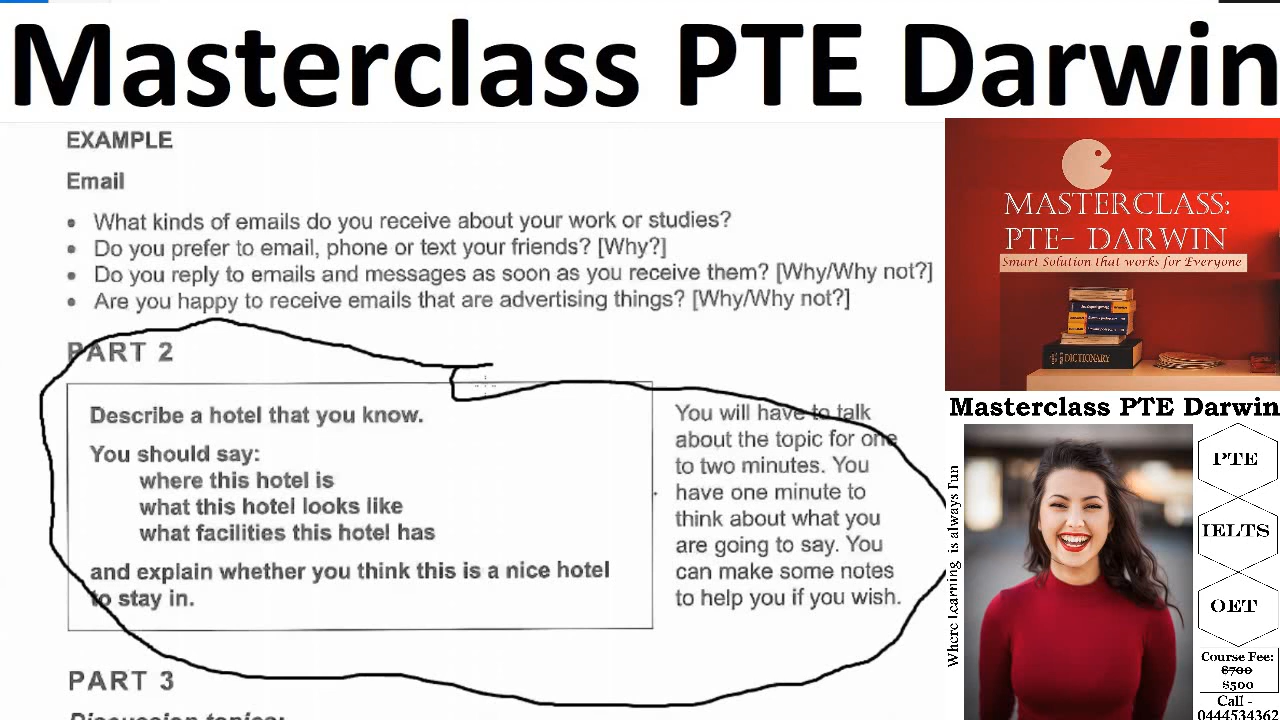 Masterclass PTE Darwin
EXAMPLE
Email
• What kinds of emails do you receive about your work or studies?
• Do you prefer to email, phone or text your friends? [Why?]
• Do you reply to emails and messages as soon as you receive them? [Why/Why not?]
• Are you happy to receive emails that are advertising things? [Why/Why not?]
PART 2
Describe a hotel that you know.
You should say:
where this hotel is
what this hotel looks like
what facilities this hotel has
and explain whether you think this is a nice hotel
to stay in.
You will have to talk
about the topic for one
to two minutes. You
have one minute to
think about what you
are going to say. You
can make some notes
to help you if you wish.
PART 3
Discussion topics:
MASTERCLASS:
PTE– DARWIN
Smart Solution that works for Everyone
DICTIONARY
Masterclass PTE Darwin
Where Learning is always Fun
PTE
IELTS
OET
Course Fee:
$700
$500
Call -
0444534362